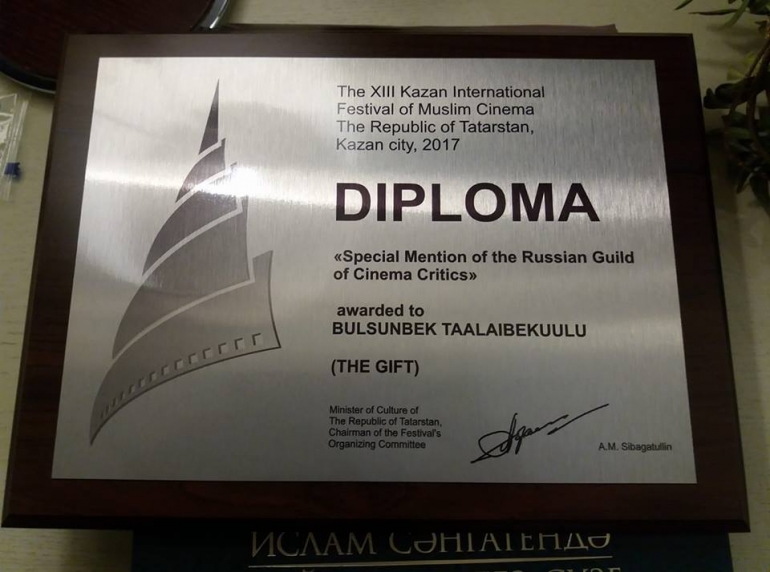 The XIII Kazan International
Festival of Muslim Cinema
The Republic of Tatarstan,
Kazan city, 2017
DIPLOMA
«Special Mention of the Russian Guild
of Cinema Critics»
awarded to
BULSUNBEK TAALAIBEKUULU
(THE GIFT)
Minister of Culture of
The Republic of Tatarstan,
Chairman of the Festival's
Organizing Committee
A.M. Sibagatullin
ИСЛАМ СӘНГАТЕНДӘ